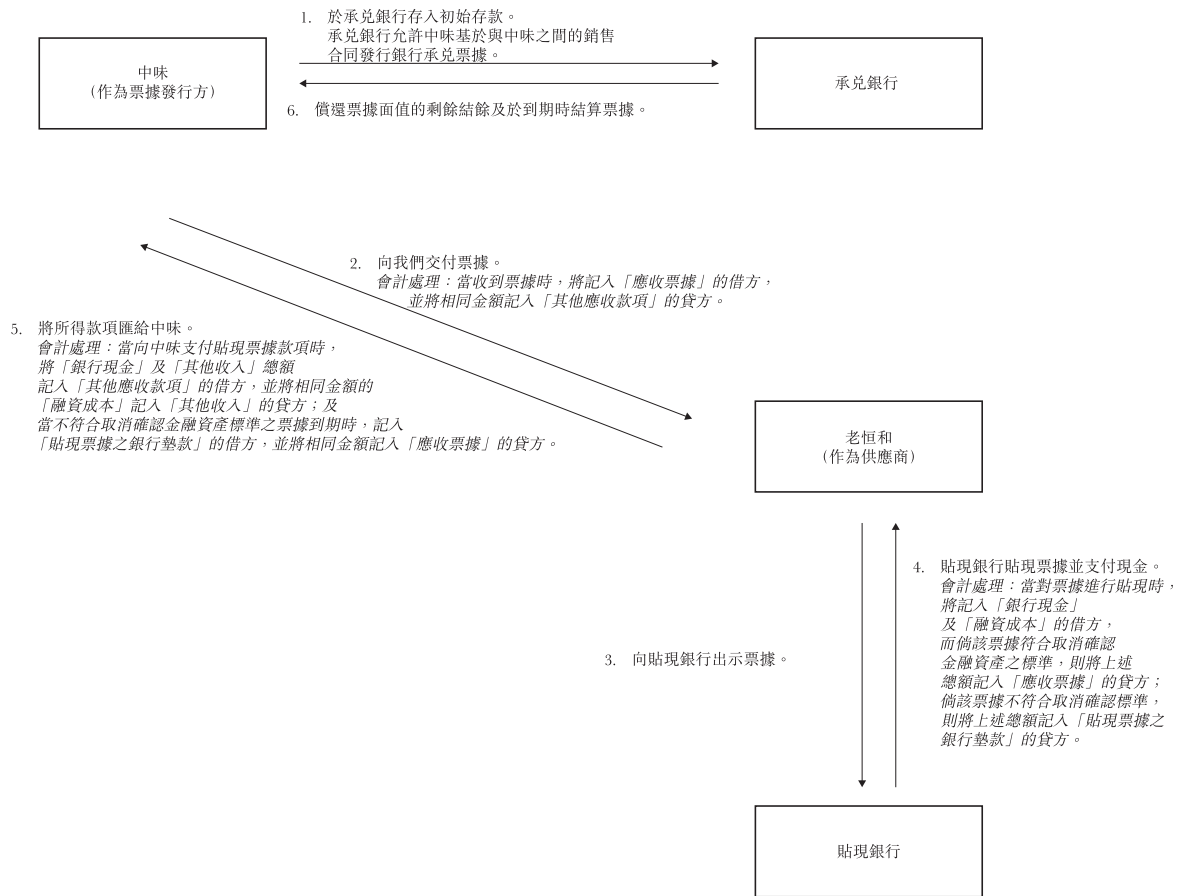 1. 於承兑銀行存入初始存款。
承兑銀行允許中味基於與中味之間的銷售
合同發行銀行承兑票據。
中味
(作為票據發行方)
承兑銀行
6. 償還票據面值的剩餘結餘及於到期時結算票據。
2. 向我們交付票據。
會計處理:當收到票據時,將記入「應收票據」的借方,
並將相同金額記入「其他應收款項」的貸方。
5. 將所得款項匯給中味。
會計處理:當向中味支付貼現票據款項時,
將「銀行現金」及「其他收入」總額
記入「其他應收款項」的借方,並將相同金額的
「融資成本」記入「其他收入」的貸方;及
當不符合取消確認金融資產標準之票據到期時,記入
「貼現票據之銀行墊款」的借方,並將相同金額記入「應收票據」的貸方。
老恒和
(作為供應商)
4. 貼現銀行貼現票據並支付現金。
會計處理:當對票據進行貼現時,
將記入「銀行現金」
及「融資成本」的借方,
而倘該票據符合取消確認
金融資產之標準,則將上述
總額記入「應收票據」的貸方;
倘該票據不符合取消確認標準,
則將上述總額記入「貼現票據之
銀行墊款」的貸方。
3. 向貼現銀行出示票據。
貼現銀行